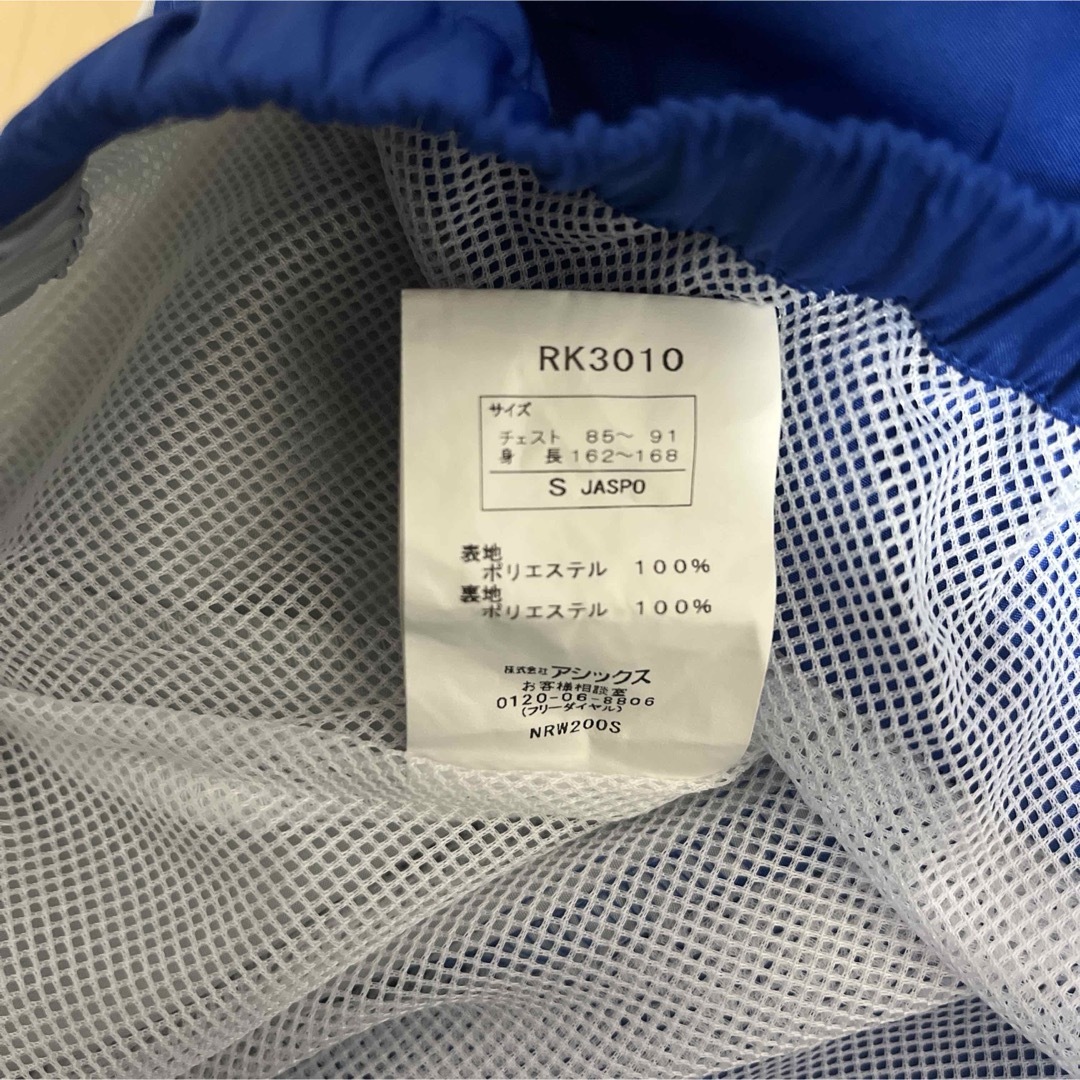 RK3010
サイズ
チェスト 85～ 91
身 長 162～168
S JASPO
表地
ポリエステル 100%
裏地
ポリエステル 100%
株式会社 アシックス
お客様相談室
0120-06-8806
(フリーダイヤル)
NRW200S